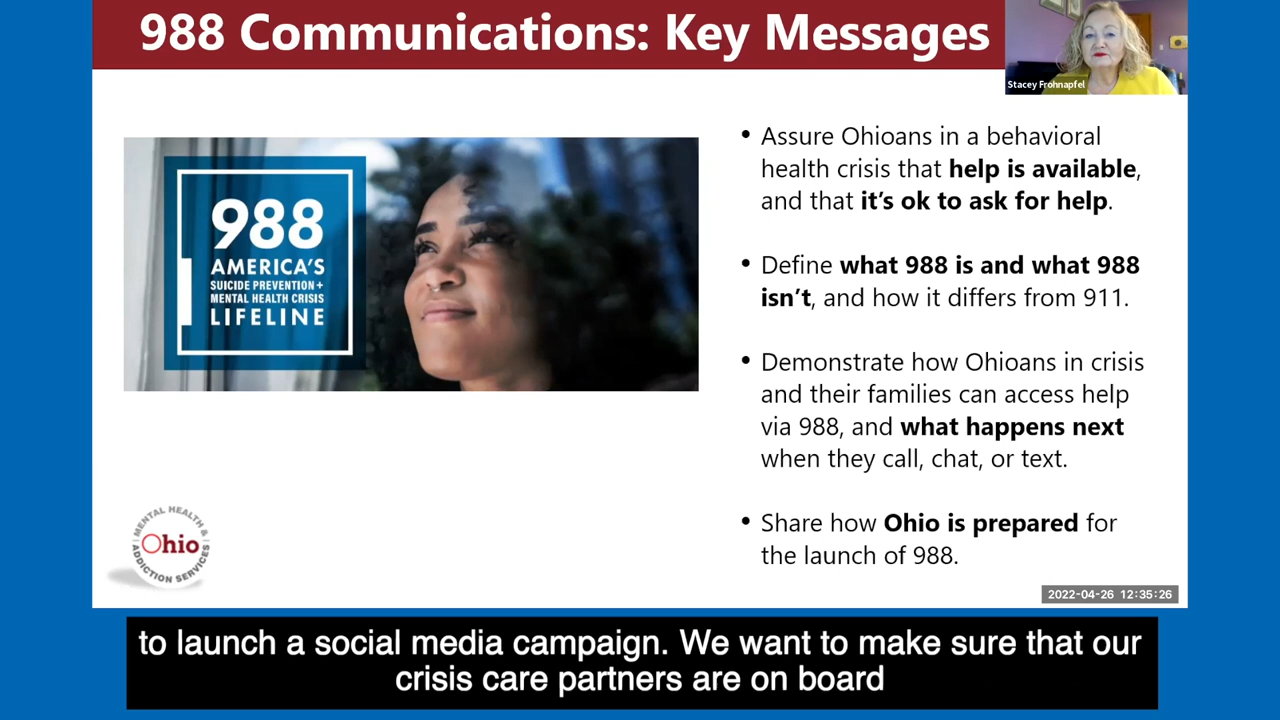 988 Communications: Key Messages
Stacey Frohnapfel
988
AMERICA'S
SUICIDE PREVENTION +
MENTAL HEALTH CRISIS
LIFELINE
• Assure Ohioans in a behavioral
health crisis that help is available,
and that it's ok to ask for help.
• Define what 988 is and what 988
isn't, and how it differs from 911.
• Demonstrate how Ohioans in crisis
and their families can access help
via 988, and what happens next
when they call, chat, or text.
• Share how Ohio is prepared for
the launch of 988.
MENTAL HEALTH &
Ohio
ADDICTION SERVICES
2022-04-26 12:35:26
to launch a social media campaign. We want to make sure that our
crisis care partners are on board